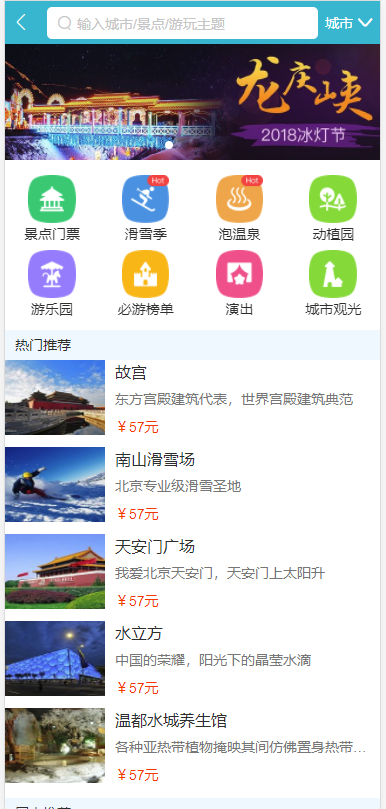 输入城市/景点/游玩主题
城市
龙庆峡
2018冰灯节
Hot
Hot
景点门票
滑雪季
泡温泉
动植园
游乐园
必游榜单
演出
城市观光
热门推荐
故宫
东方宫殿建筑代表，世界宫殿建筑典范
￥57元
南山滑雪场
北京专业级滑雪圣地
￥57元
天安门广场
我爱北京天安门，天安门上太阳升
￥57元
水立方
中国的荣耀，阳光下的晶莹水滴
￥57元
温都水城养生馆
各种亚热带植物掩映其间仿佛置身热带...
￥57元